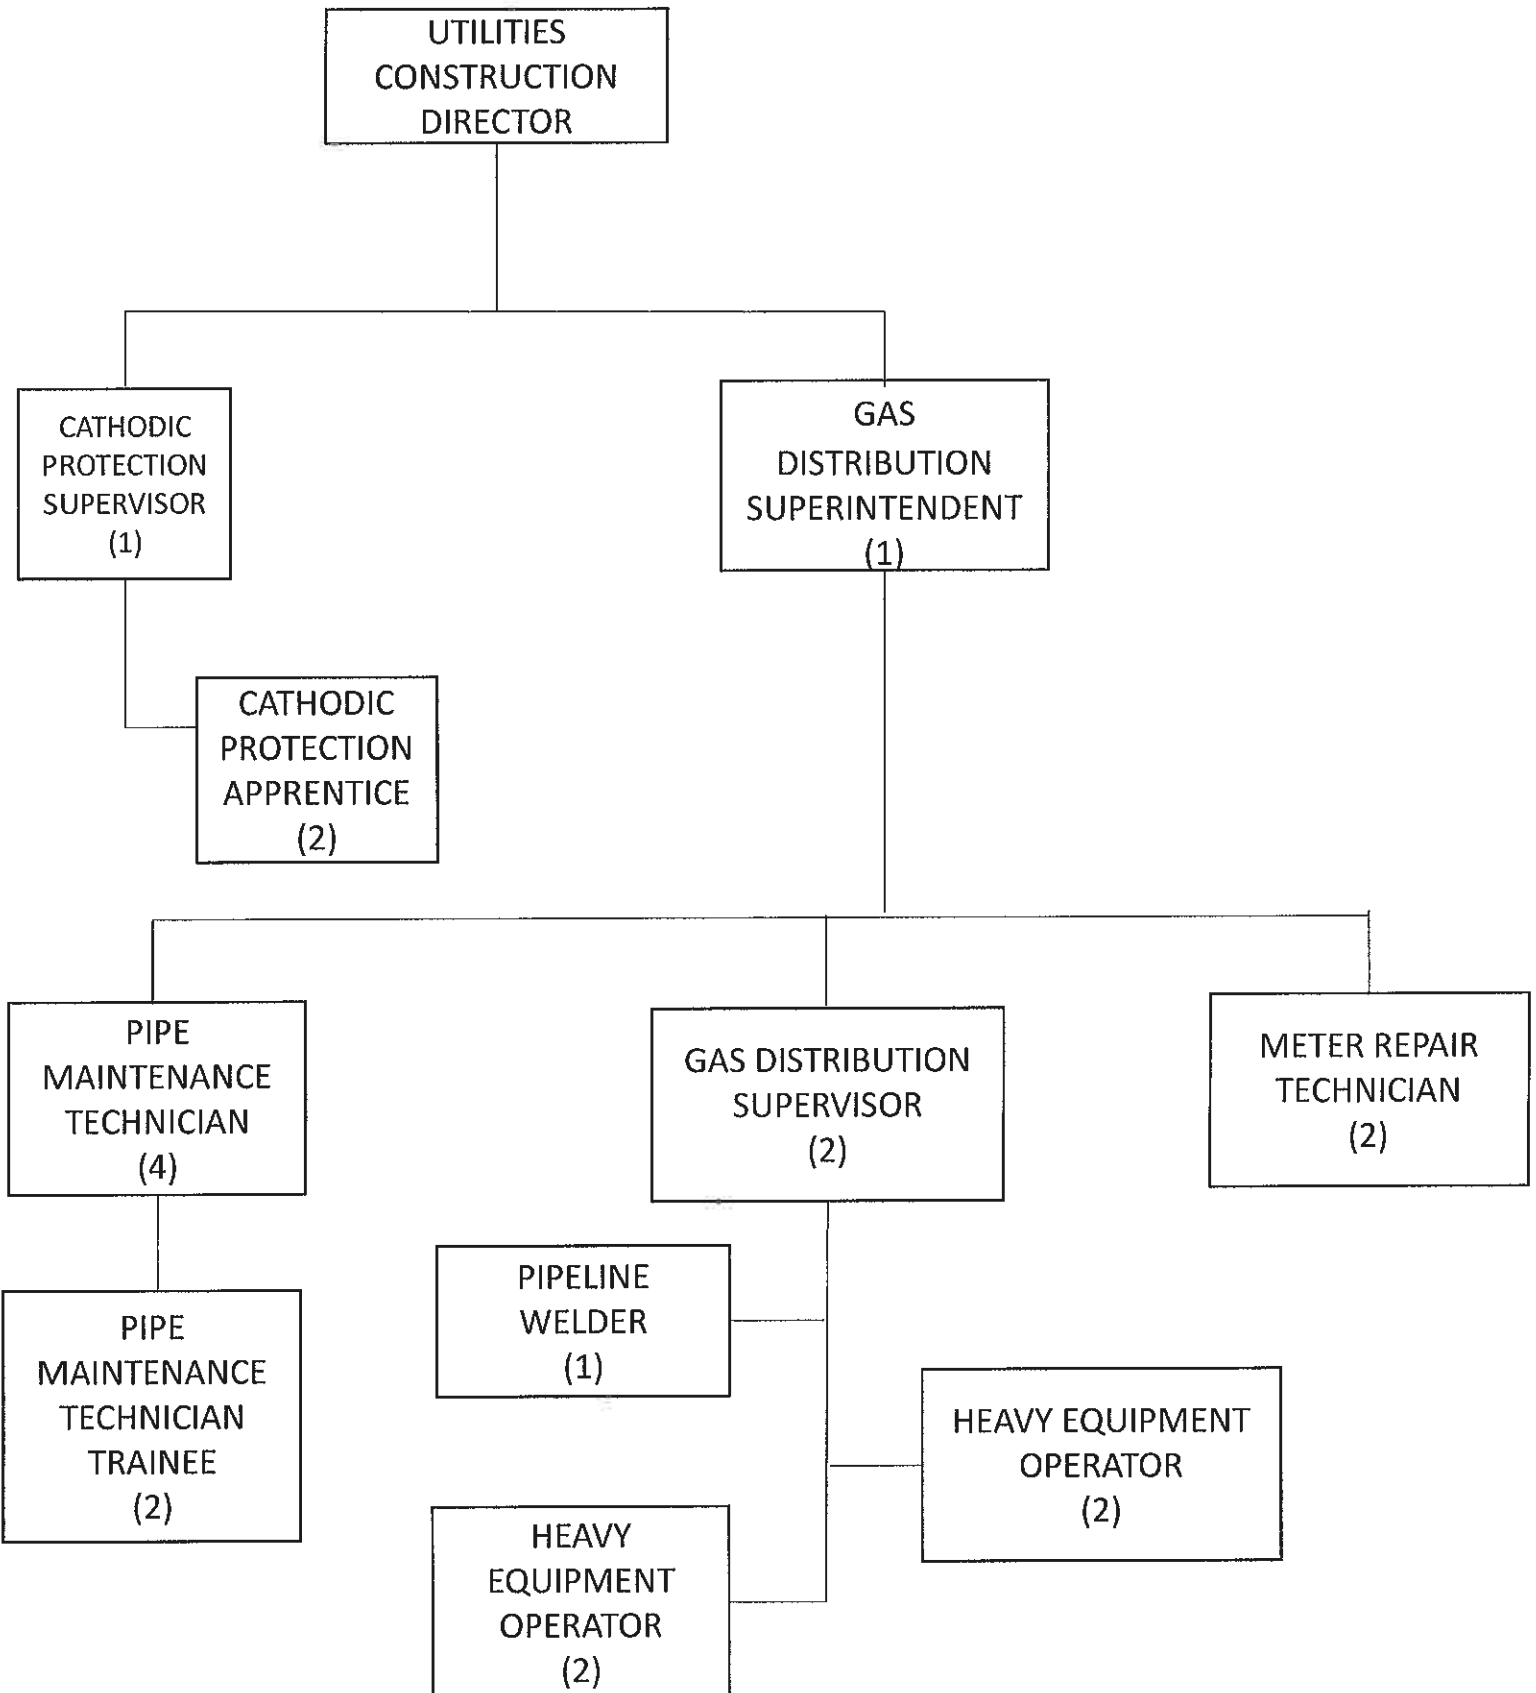 UTILITIES
CONSTRUCTION
DIRECTOR
CATHODIC
PROTECTION
SUPERVISOR
(1)
GAS
DISTRIBUTION
SUPERINTENDENT
(1)
CATHODIC
PROTECTION
APPRENTICE
(2)
PIPE
MAINTENANCE
TECHNICIAN
(4)
GAS DISTRIBUTION
SUPERVISOR
(2)
METER REPAIR
TECHNICIAN
(2)
PIPE
MAINTENANCE
TECHNICIAN
TRAINEE
(2)
PIPELINE
WELDER
(1)
HEAVY EQUIPMENT
OPERATOR
(2)
HEAVY
EQUIPMENT
OPERATOR
(2)